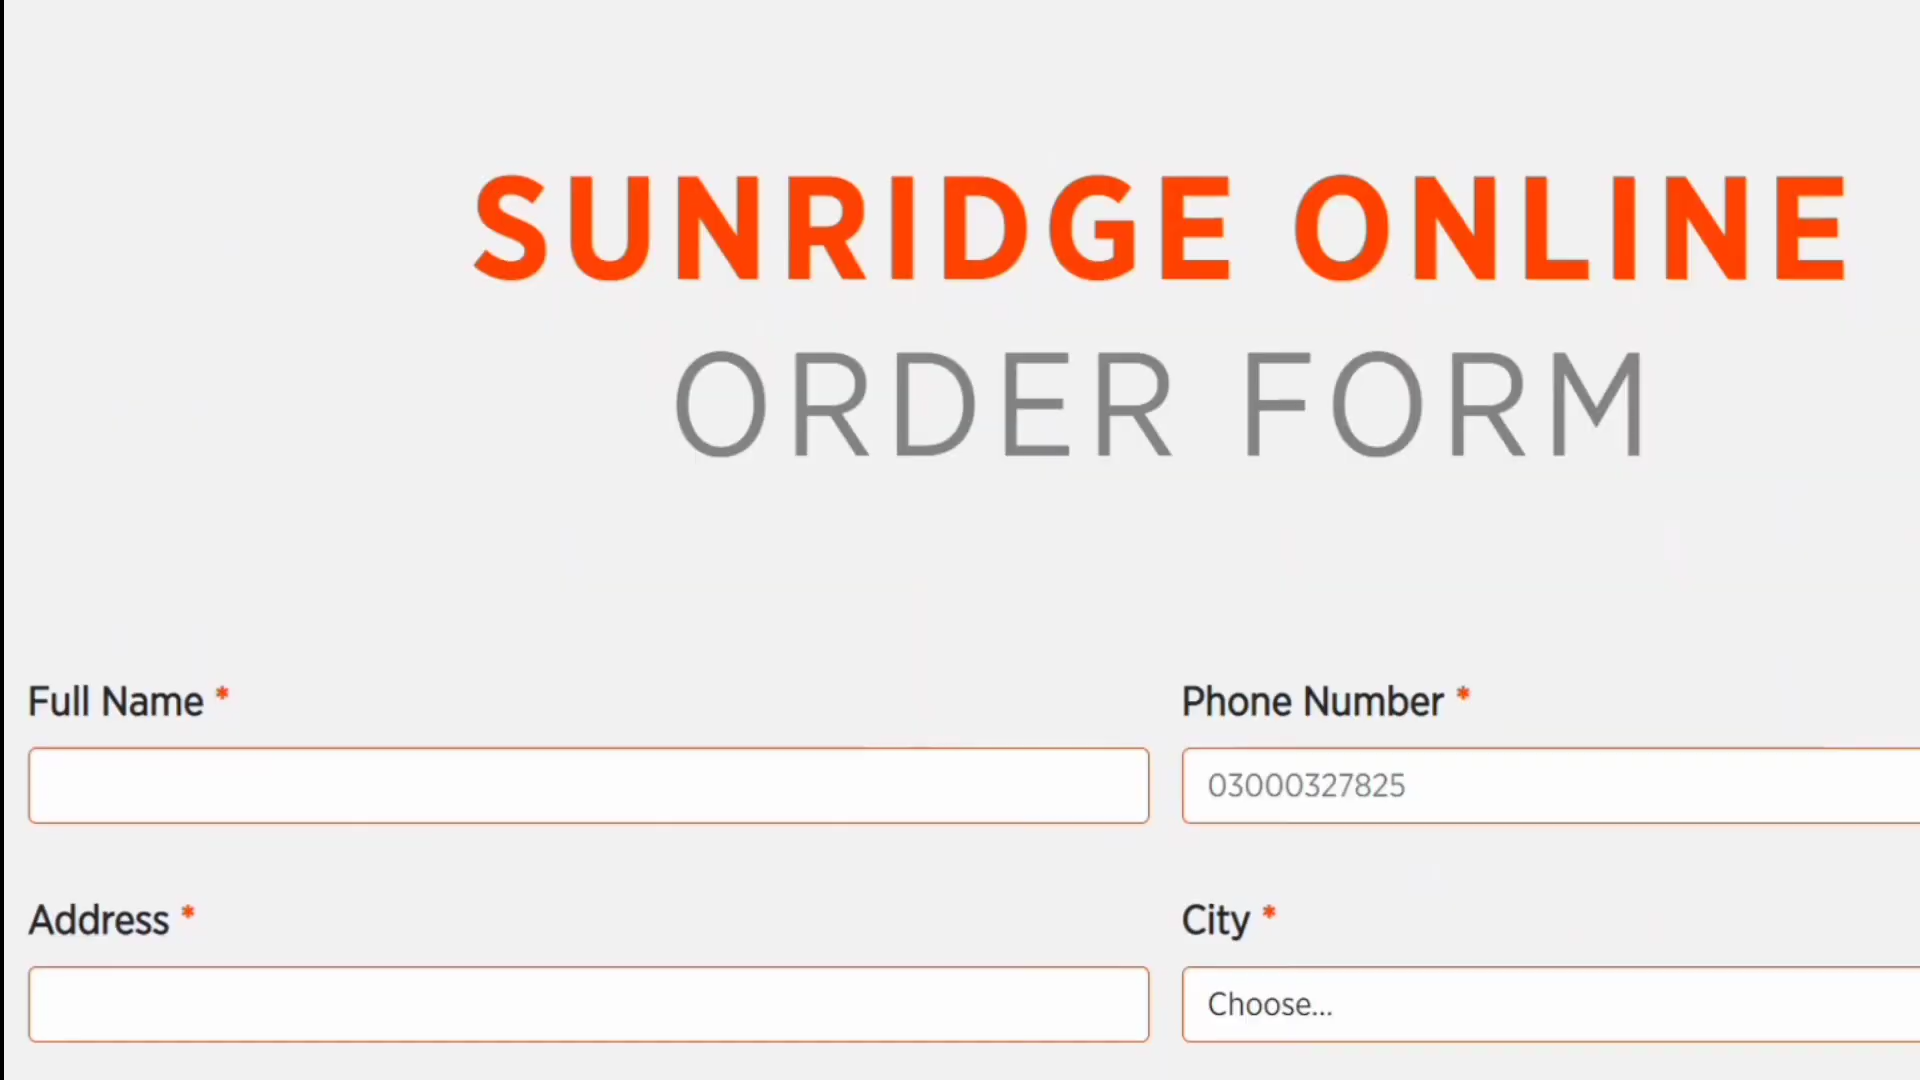 SUNRIDGE ONLINE
ORDER FORM
Full Name *
Phone Number *
03000327825
Address *
City *
Choose...